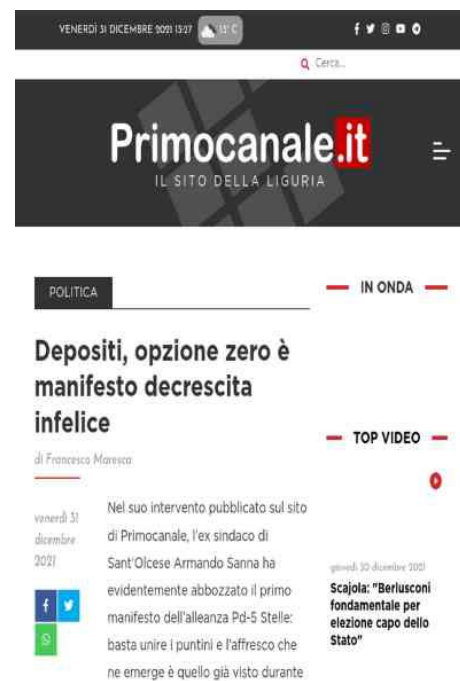 VENERDÌ 31 DICEMBRE 2021 13:27 13° C
Cerca...
Primocanale.it
IL SITO DELLA LIGURIA
POLITICA
Depositi, opzione zero è
manifesto decrescita
infelice
di Francesco Maresca
venerdì 31
dicembre
2021
Nel suo intervento pubblicato sul sito
di Primocanale, l'ex sindaco di
Sant'Olcese Armando Sanna ha
evidentemente abbozzato il primo
manifesto dell'alleanza Pd-5 Stelle:
basta unire i puntini e l'affresco che
ne emerge è quello già visto durante
IN ONDA
TOP VIDEO
giovedì 30 dicembre 2021
Scajola: "Berlusconi
fondamentale per
elezione capo dello
Stato"